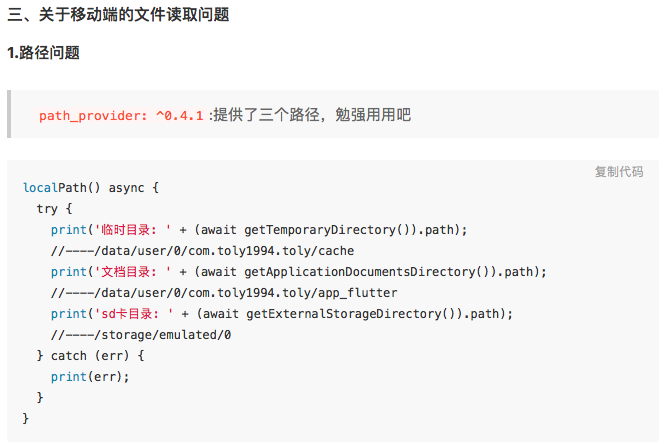 三、关于移动端的文件读取问题
1.路径问题
path_provider: ^0.4.1 :提供了三个路径，勉强用用吧
复制代码
localPath() async {
  try {
    print('临时目录: ' + (await getTemporaryDirectory()).path);
    //----/data/user/0/com.toly1994.toly/cache
    print('文档目录: ' + (await getApplicationDocumentsDirectory()).path);
    //----/data/user/0/com.toly1994.toly/app_flutter
    print('sd卡目录: ' + (await getExternalStorageDirectory()).path);
    //----/storage/emulated/0
  } catch (err) {
    print(err);
  }
}